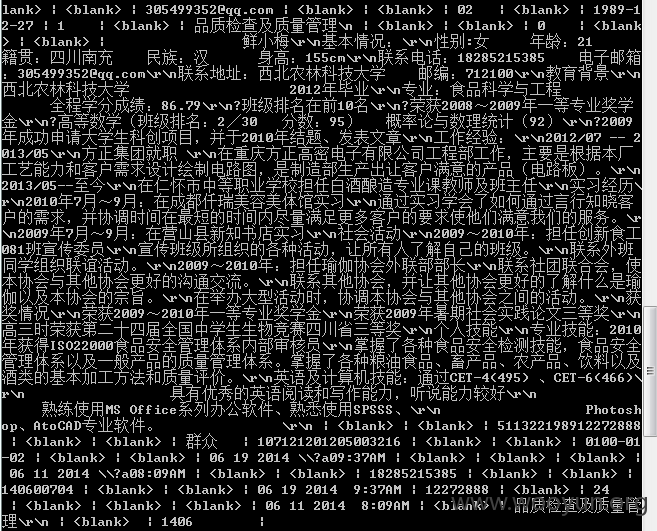 lank> | <blank> | 305499352@qq.com | <blank> | <blank> | 02    | <blank> | 1989-1
2-27 | 1    | <blank> | <blank> | 品质检查及质量管理\n | <blank> | <blank> | 0    | <blank
> | <blank> |                 鲜小梅\r\n基本情况：\r\n性别:女     年龄：21
籍贯：四川南充    民族：汉      身高：155cm\r\n联系电话：18285215385    电子邮箱
：305499352@qq.com\r\n联系地址：西北农林科技大学    邮编：712100\r\n教育背景\r\n
西北农林科技大学                    2012年毕业\r\n专业：食品科学与工程
      全程学分成绩：86.79\r\n?班级排名在前10名\r\n?荣获2008～2009年一等专业奖学
金\r\n?高等数学（班级排名：2／30   分数：95）   概率论与数理统计（92）\r\n?2009
年成功申请大学生科创项目，并于2010年结题、发表文章\r\n工作经验：\r\n2012/07 -- 2
013/05\r\n方正集团就职 \r\n在重庆方正高密电子有限公司工程部工作，主要是根据本厂
工艺能力和客户需求设计绘制电路图，是制造部生产出让客户满意的产品（电路板）。\r\n
2013/05--至今\r\n在仁怀市中等职业学校担任白酒酿造专业课教师及班主任\r\n实习经历\
r\n2010年7月～9月：在成都仟瑞美容美体馆实习\r\n通过实习学会了如何通过言行知晓客
户的需求，并协调时间在最短的时间内尽量满足更多客户的要求使他们满意我们的服务。\r
\n2009年7月～9月：在营山县新知书店实习\r\n社会活动\r\n2009～2010年：担任创新食工
081班宣传委员\r\n宣传班级所组织的各种活动，让所有人了解自己的班级。\r\n联系外班
同学组织联谊活动。\r\n2009～2010年：担任瑜伽协会外联部部长\r\n联系社团联合会，使
本协会与其他协会更好的沟通交流。\r\n联系其他协会，并让其他协会更好的了解什么是瑜
伽以及本协会的宗旨。\r\n在举办大型活动时，协调本协会与其他协会之间的活动。\r\n获
奖情况\r\n荣获2009～2010年一等专业奖学金\r\n荣获2009年暑期社会实践论文三等奖\r\n
高三时荣获第二十四届全国中学生生物竞赛四川省三等奖\r\n个人技能\r\n专业技能：2010
年获得ISO22000食品安全管理体系内部审核员\r\n掌握了各种食品安全检测技能，食品安全
管理体系以及一般产品的质量管理体系。掌握了各种粮油食品、畜产品、农产品、饮料以及
酒类的基本加工方法和质量评价。\r\n英语及计算机技能：通过CET-4(495) 、CET-6(466)\r
\n                    具有优秀的英语阅读和写作能力，听说能力较好\r\n
     熟练使用MS Office系列办公软件、熟悉使用SPSSS、\r\n                  Photosh
op、AtoCAD专业软件。                \r\n | <blank> | <blank> | 511322198912272888
 | <blank> | <blank> | 群众   | 107121201205003216 | <blank> | <blank> | 0100-01
-02 | <blank> | <blank> | 06 19 2014 \\?a09:37AM | <blank> | <blank> | <blank> |
 | 06 11 2014 \\?a08:09AM | <blank> | <blank> | 18285215385 | <blank> | <blank> |
140600704 | <blank> | 06 19 2014  9:37AM | 12272888 | <blank> | <blank> | 24
 | <blank> | <blank> | <blank> | 06 11 2014  8:09AM | <blank> | 品质检查及质量管
理\r\n | <blank> | 1406        |